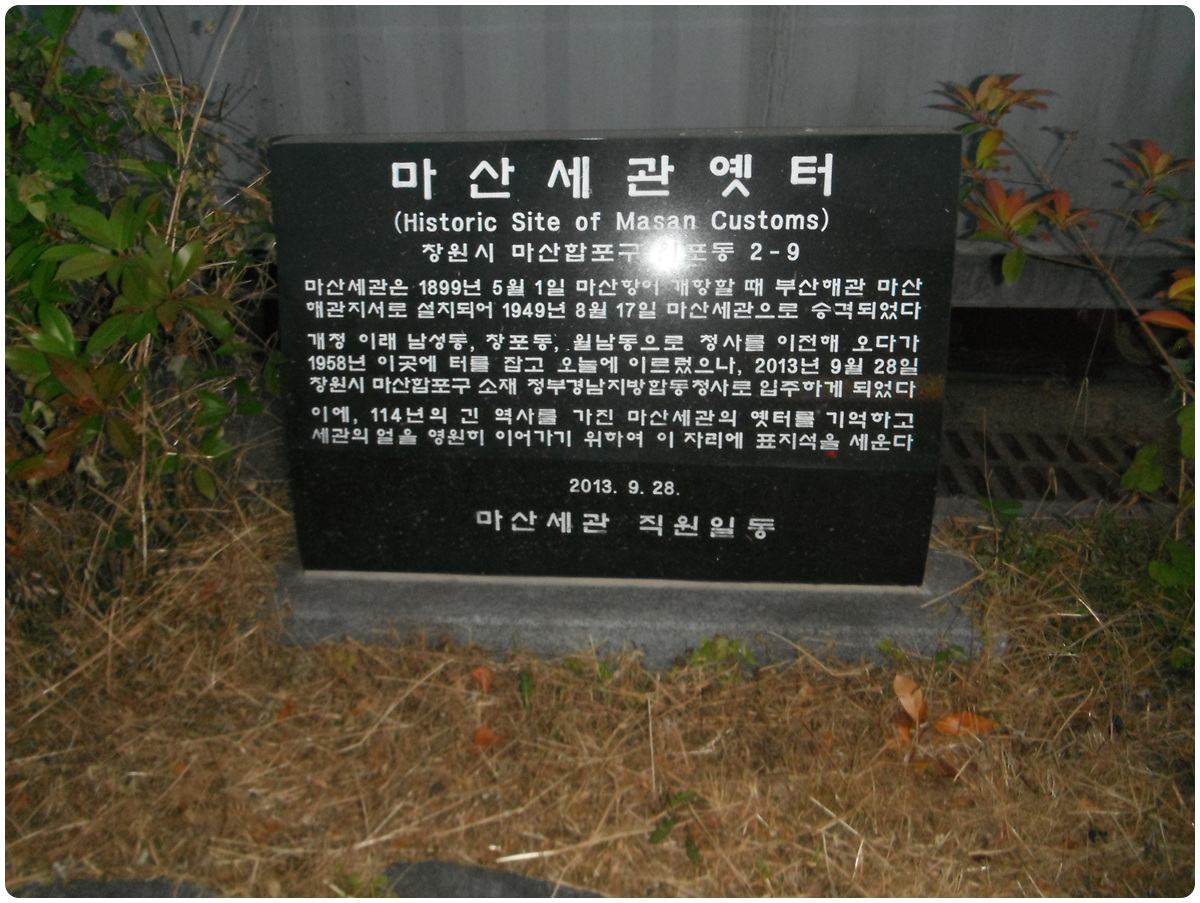 마산세관옛터
(Historic Site of Masan Customs)
창원시 마산합포구 포동 2-9
마산세관은 1899년 5월 1일 마산항이 개항할 때 부산해관 마산
해관지서로 설치되어 1949년 8월 17일 마산세관으로 승격되었다
개정 이래 남성동, 창포동, 월남동으로 청사를 이전해 오다가
1958년 이곳에 터를 잡고 오늘에 이르렀으나, 2013년 9월 28일
창원시 마산합포구 소재 정부경남지방합동청사로 입주하게 되었다
이에, 114년의 긴 역사를 가진 마산세관의 옛터를 기억하고
세관의 얼을 영원히 이어가기 위하여 이 자리에 표지석을 세운다
2013. 9. 28.
마산세관 직원일동